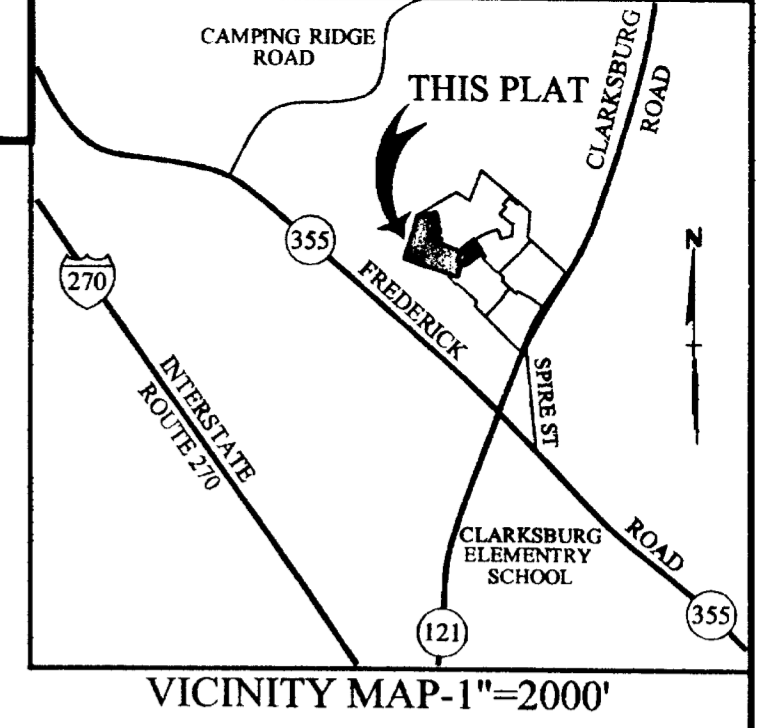 CAMPING RIDGE
ROAD
THIS PLAT
CLARKSBURG
ROAD
355
270
FREDERICK
N
INTERSTATE
ROUTE 270
SPIRE ST
CLARKSBURG
ELEMENTRY
SCHOOL
ROAD
355
121
VICINITY MAP-1"=2000'